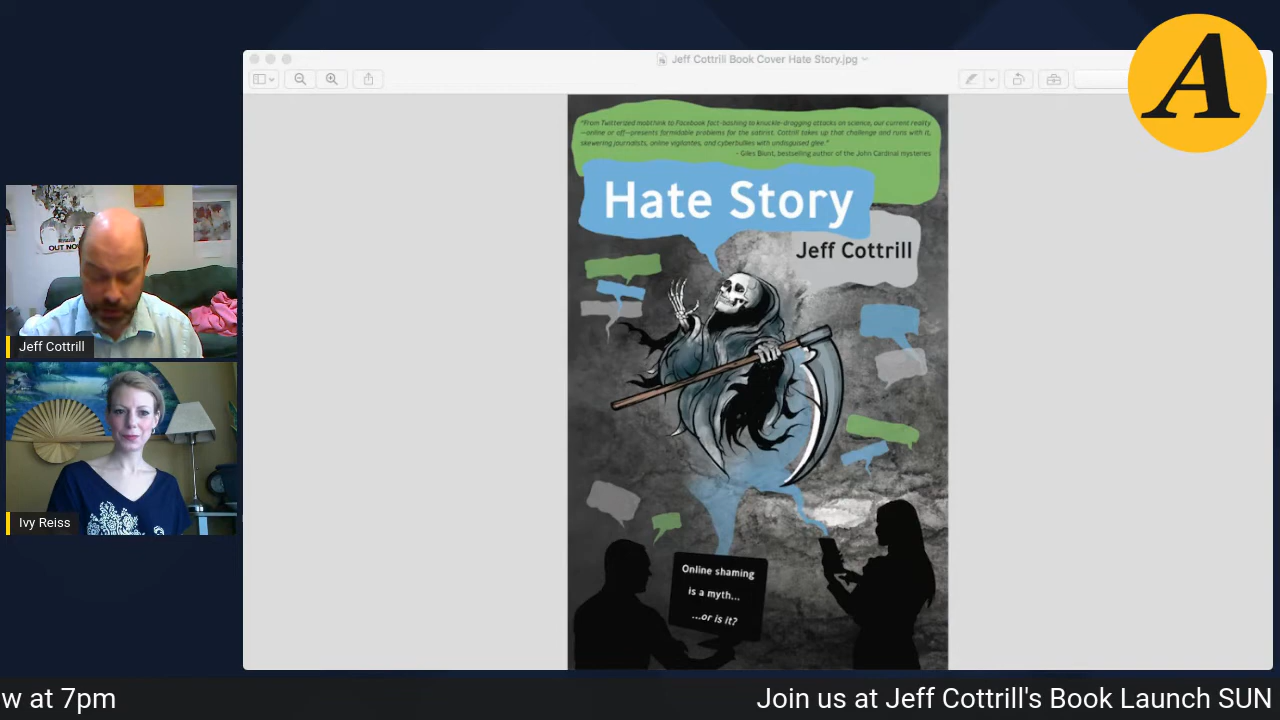 Jeff Cottrill Book Cover Hate Story.jpg
A
"From Twitterized mobthink to Facebook fact-bashing to knuckle-dragging attacks on science, our current reality
—online or off—presents formidable problems for the satirist. Cottrill takes up that challenge and runs with it,
skewering journalists, online vigilantes, and cyberbullies with undisguised glee."
- Giles Blunt, bestselling author of the John Cardinal mysteries
Hate Story
Jeff Cottrill
OUT NOW
Jeff Cottrill
Ivy Reiss
Online shaming
is a myth...
...or is it?
w at 7pm
Join us at Jeff Cottrill's Book Launch SUN